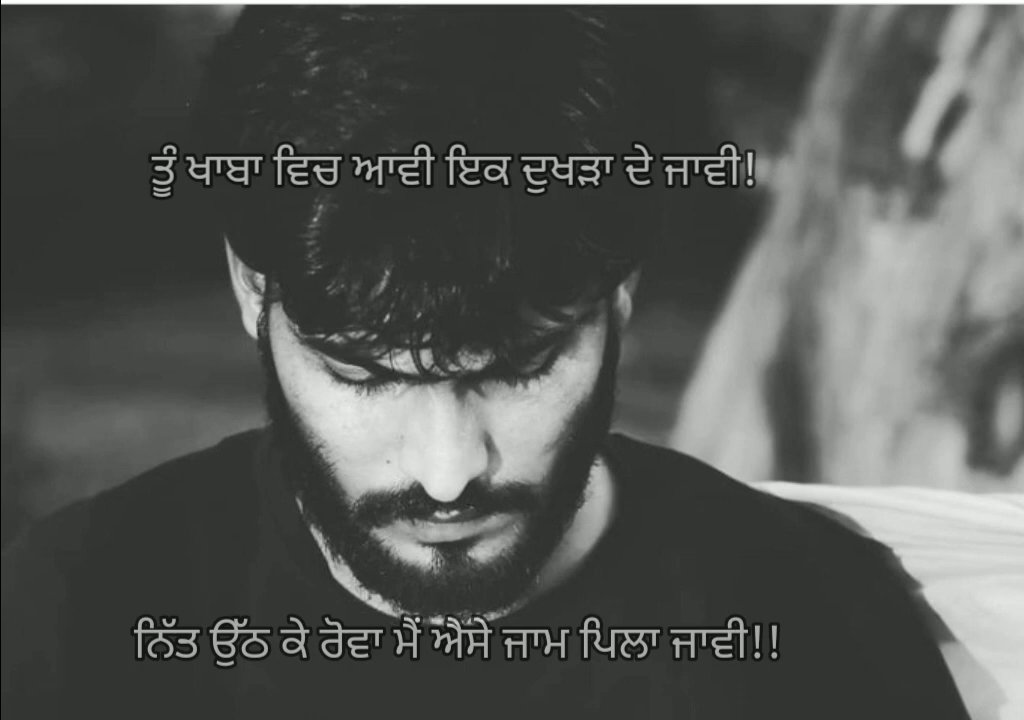 ਤੂੰ ਖਾਬਾ ਵਿਚ ਆਵੀ ਇਕ ਦੁਖੜਾ ਦੇ ਜਾਵੀ!
ਨਿੱਤ ਉੱਠ ਕੇ ਰੋਵਾ ਮੈਂ ਐਸੇ ਜਾਮ ਪਿਲਾ ਜਾਵੀ!!